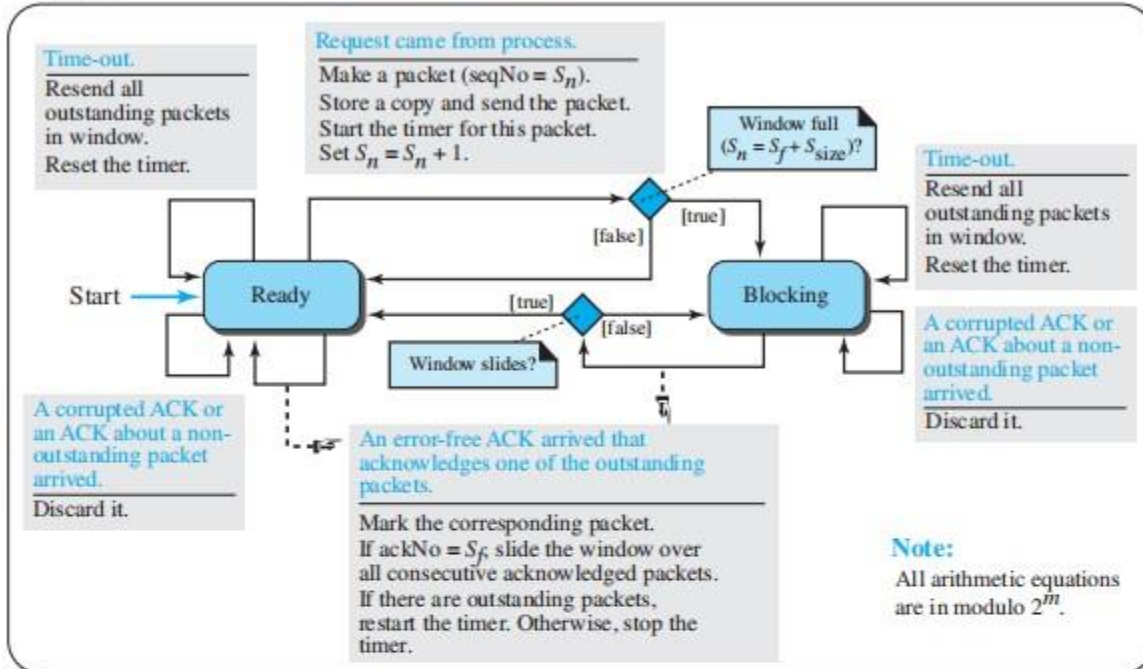 Time-out.
Resend all
outstanding packets
in window.
Reset the timer.
Request came from process.
Make a packet (seqNo = Sn).
Store a copy and send the packet.
Start the timer for this packet.
Set Sn = Sn + 1.
Window full
(Sn = Sf + Ssize)?
Time-out.
Resend all
outstanding packets
in window.
Reset the timer.
[true]
[false]
Start
Ready
Blocking
[true]
[false]
Window slides?
A corrupted ACK or
an ACK about a non-
outstanding packet
arrived.
Discard it.
A corrupted ACK or
an ACK about a non-
outstanding packet
arrived.
Discard it.
An error-free ACK arrived that
acknowledges one of the outstanding
packets.
Mark the corresponding packet.
If ackNo = Sf, slide the window over
all consecutive acknowledged packets.
If there are outstanding packets,
restart the timer. Otherwise, stop the
timer.
Note:
All arithmetic equations
are in modulo 2^m.